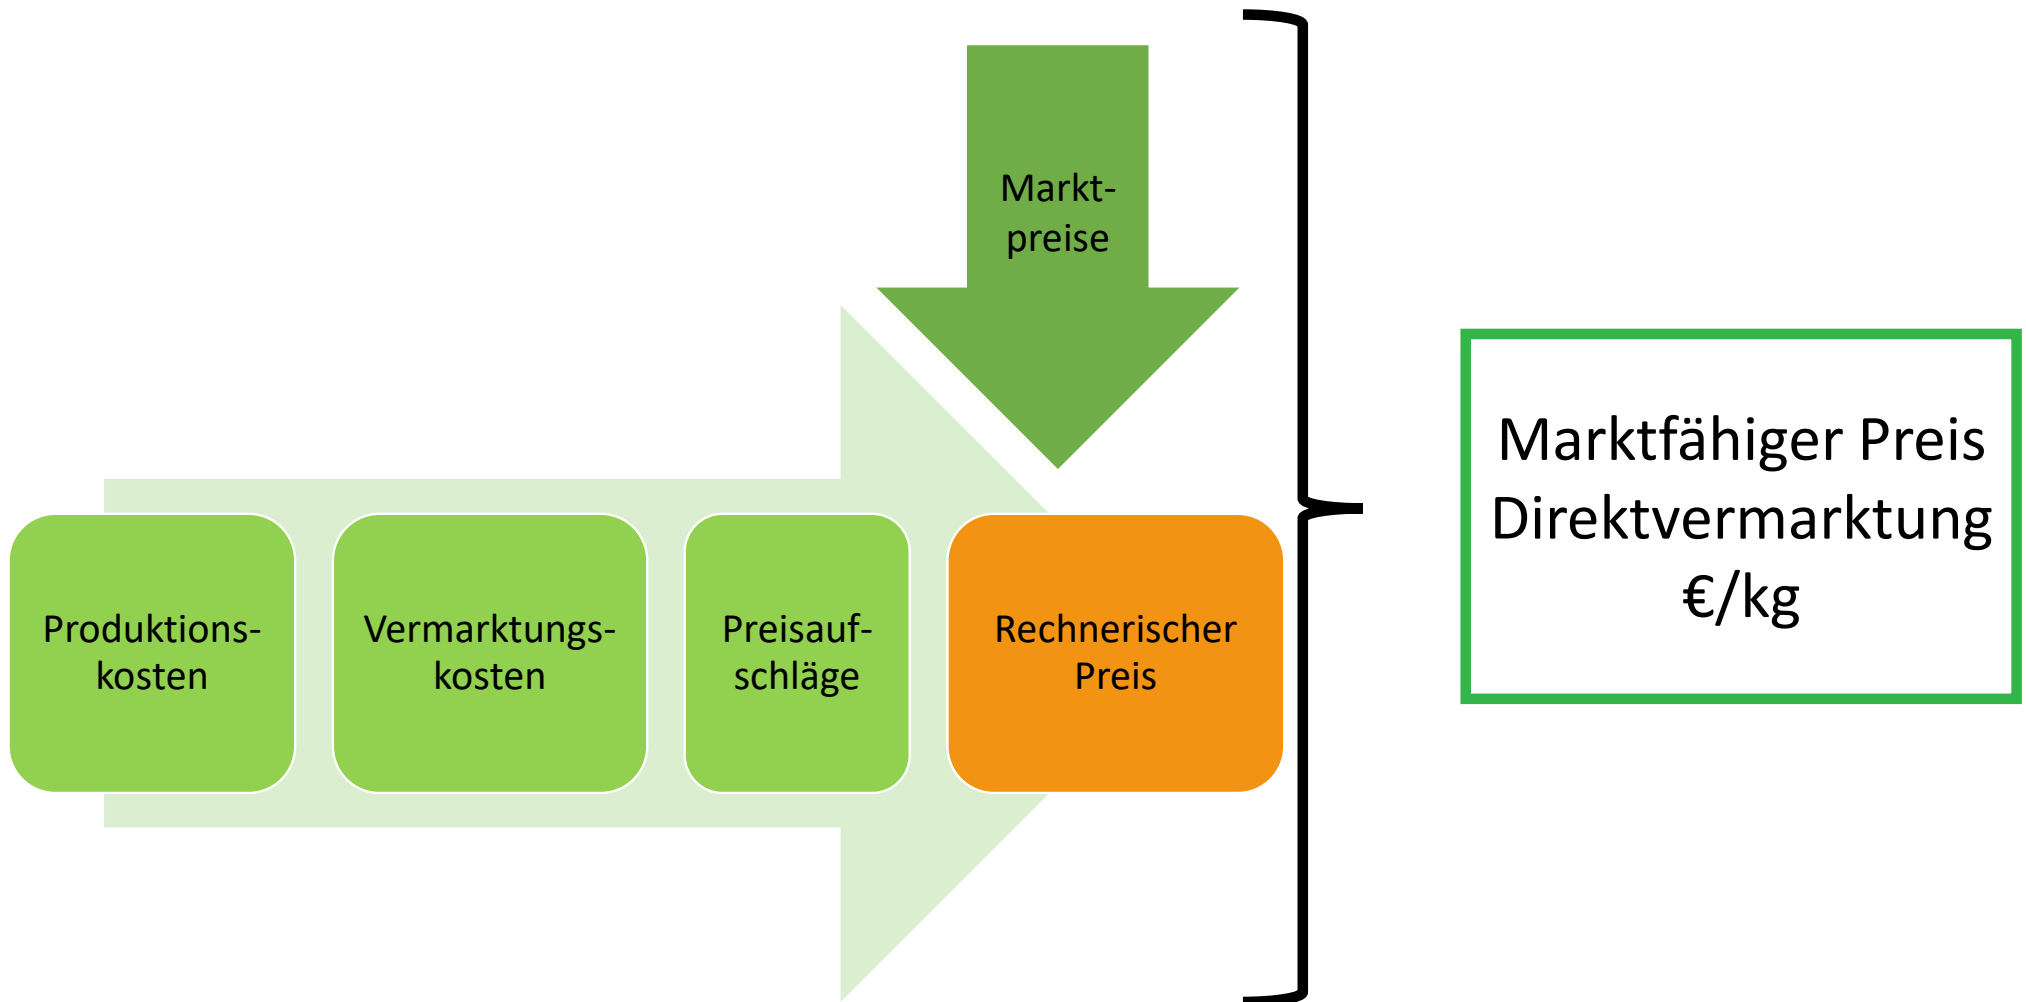 Markt-
preise
Produktions-
kosten
Vermarktungs-
kosten
Preisauf-
schläge
Rechnerischer
Preis
Marktfähiger Preis
Direktvermarktung
€/kg